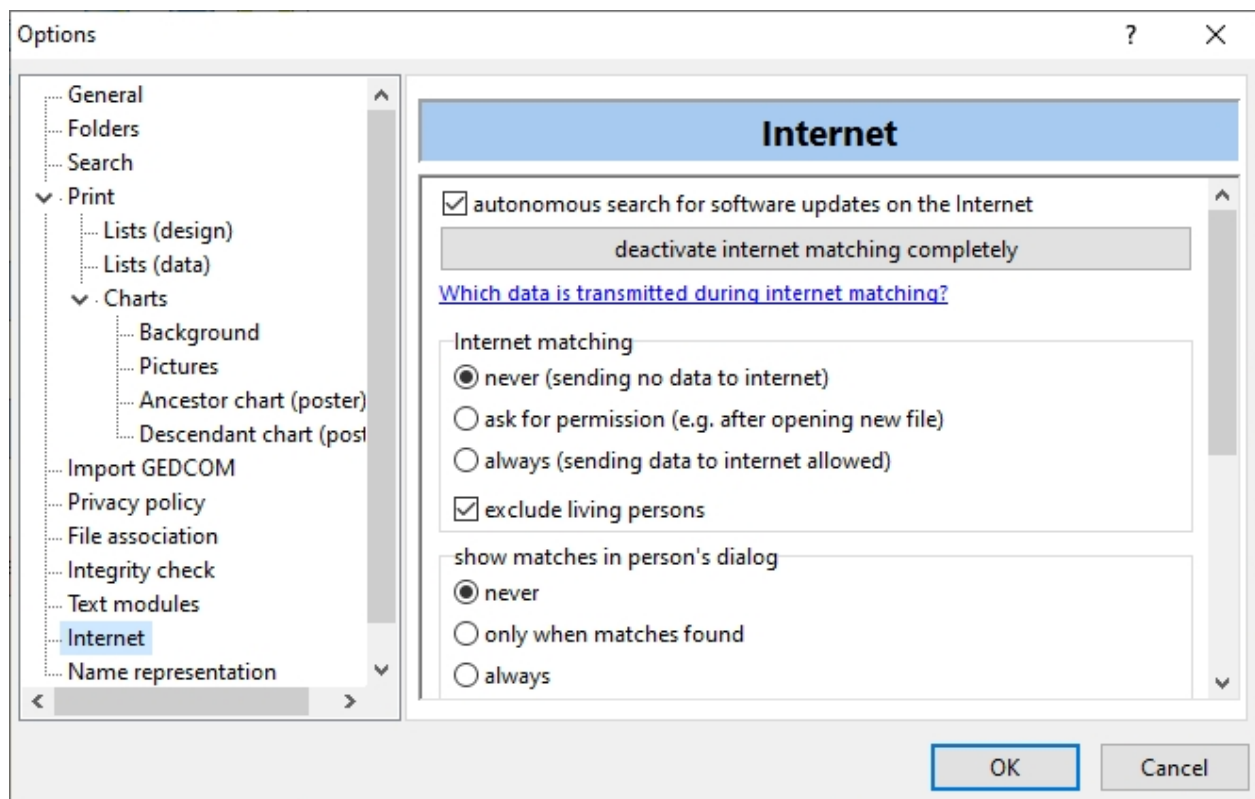 Options
?
General
Folders
Search
Print
Lists (design)
Lists (data)
Charts
Background
Pictures
Ancestor chart (poster)
Descendant chart (post
Import GEDCOM
Privacy policy
File association
Integrity check
Text modules
Internet
Name representation
Internet
autonomous search for software updates on the Internet
deactivate internet matching completely
Which data is transmitted during internet matching?
Internet matching
never (sending no data to internet)
ask for permission (e.g. after opening new file)
always (sending data to internet allowed)
exclude living persons
show matches in person's dialog
never
only when matches found
always
OK
Cancel